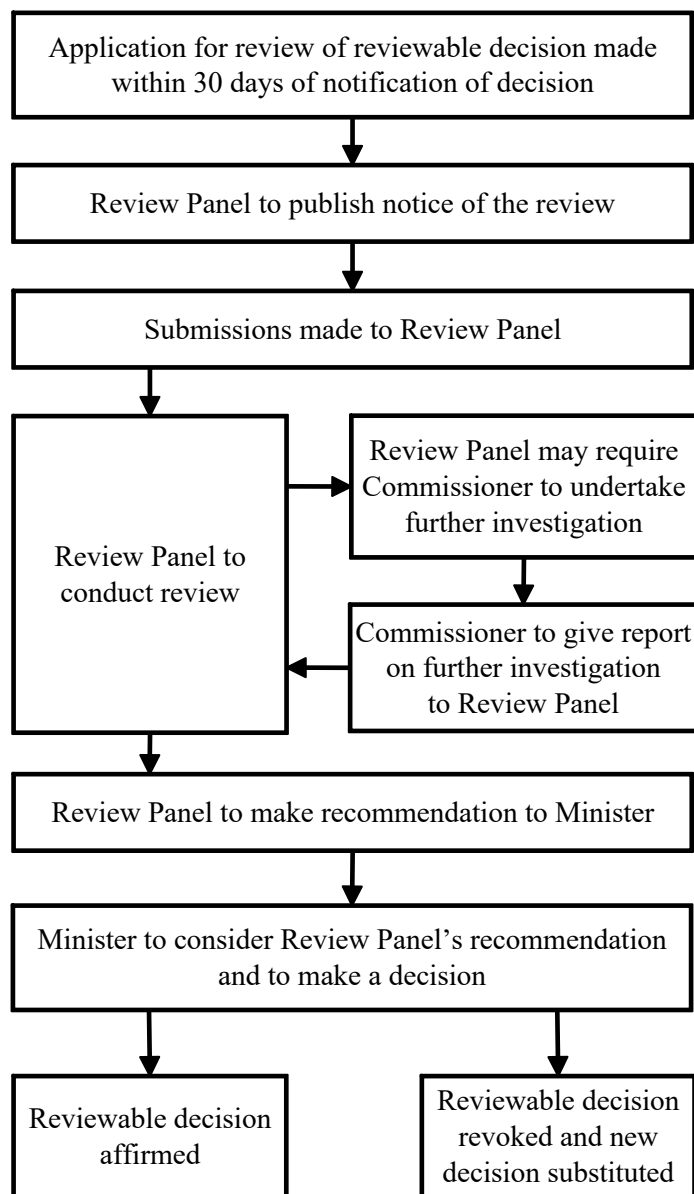 Application for review of reviewable decision made
within 30 days of notification of decision
Review Panel to publish notice of the review
Submissions made to Review Panel
Review Panel to
conduct review
Review Panel may require
Commissioner to undertake
further investigation
Commissioner to give report
on further investigation
to Review Panel
Review Panel to make recommendation to Minister
Minister to consider Review Panel’s recommendation
and to make a decision
Reviewable decision
affirmed
Reviewable decision
revoked and new
decision substituted